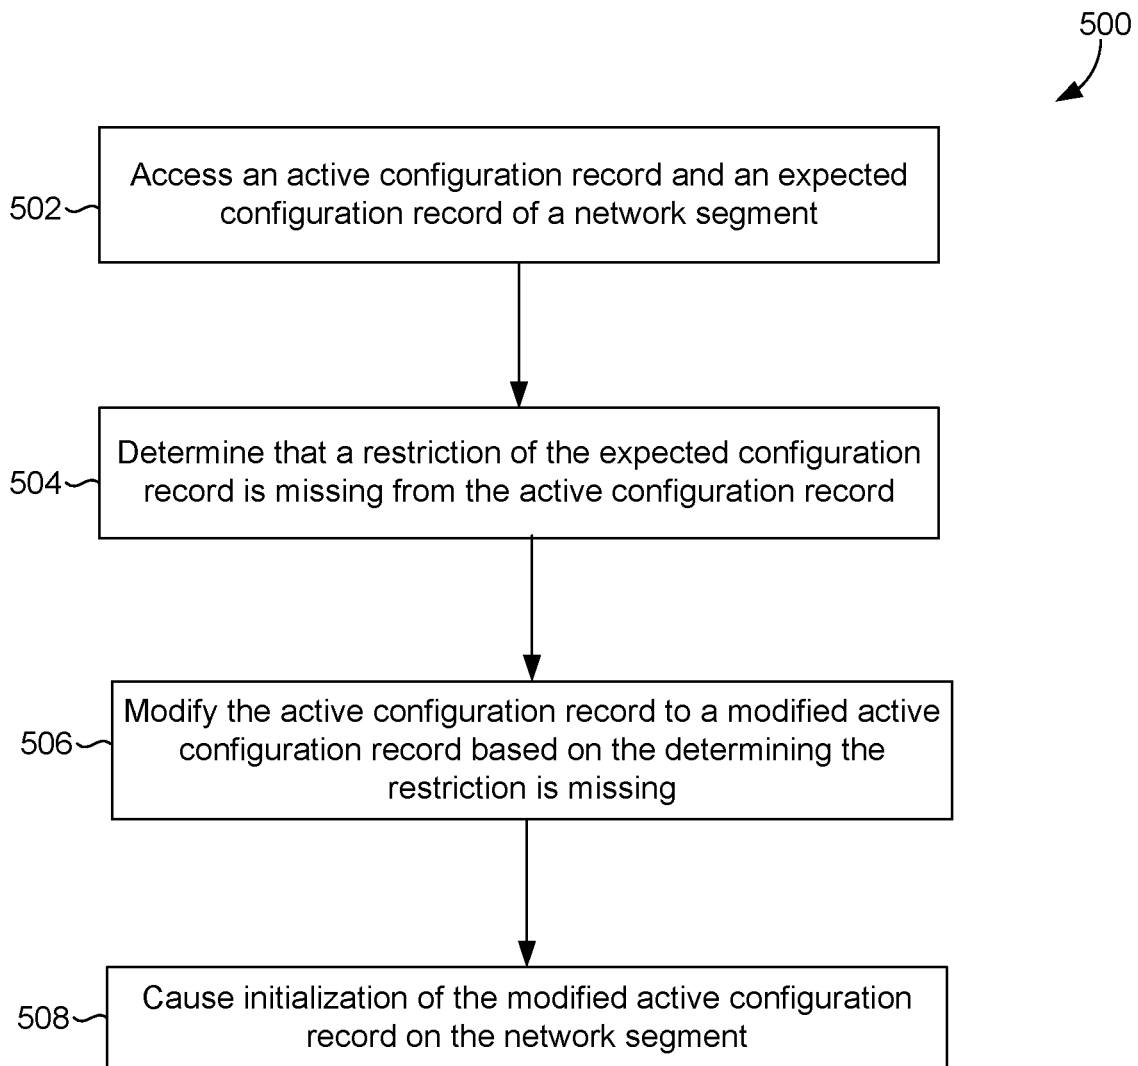 500
Access an active configuration record and an expected
configuration record of a network segment
502
Determine that a restriction of the expected configuration
record is missing from the active configuration record
504
Modify the active configuration record to a modified active
configuration record based on the determining the
restriction is missing
506
Cause initialization of the modified active configuration
record on the network segment
508